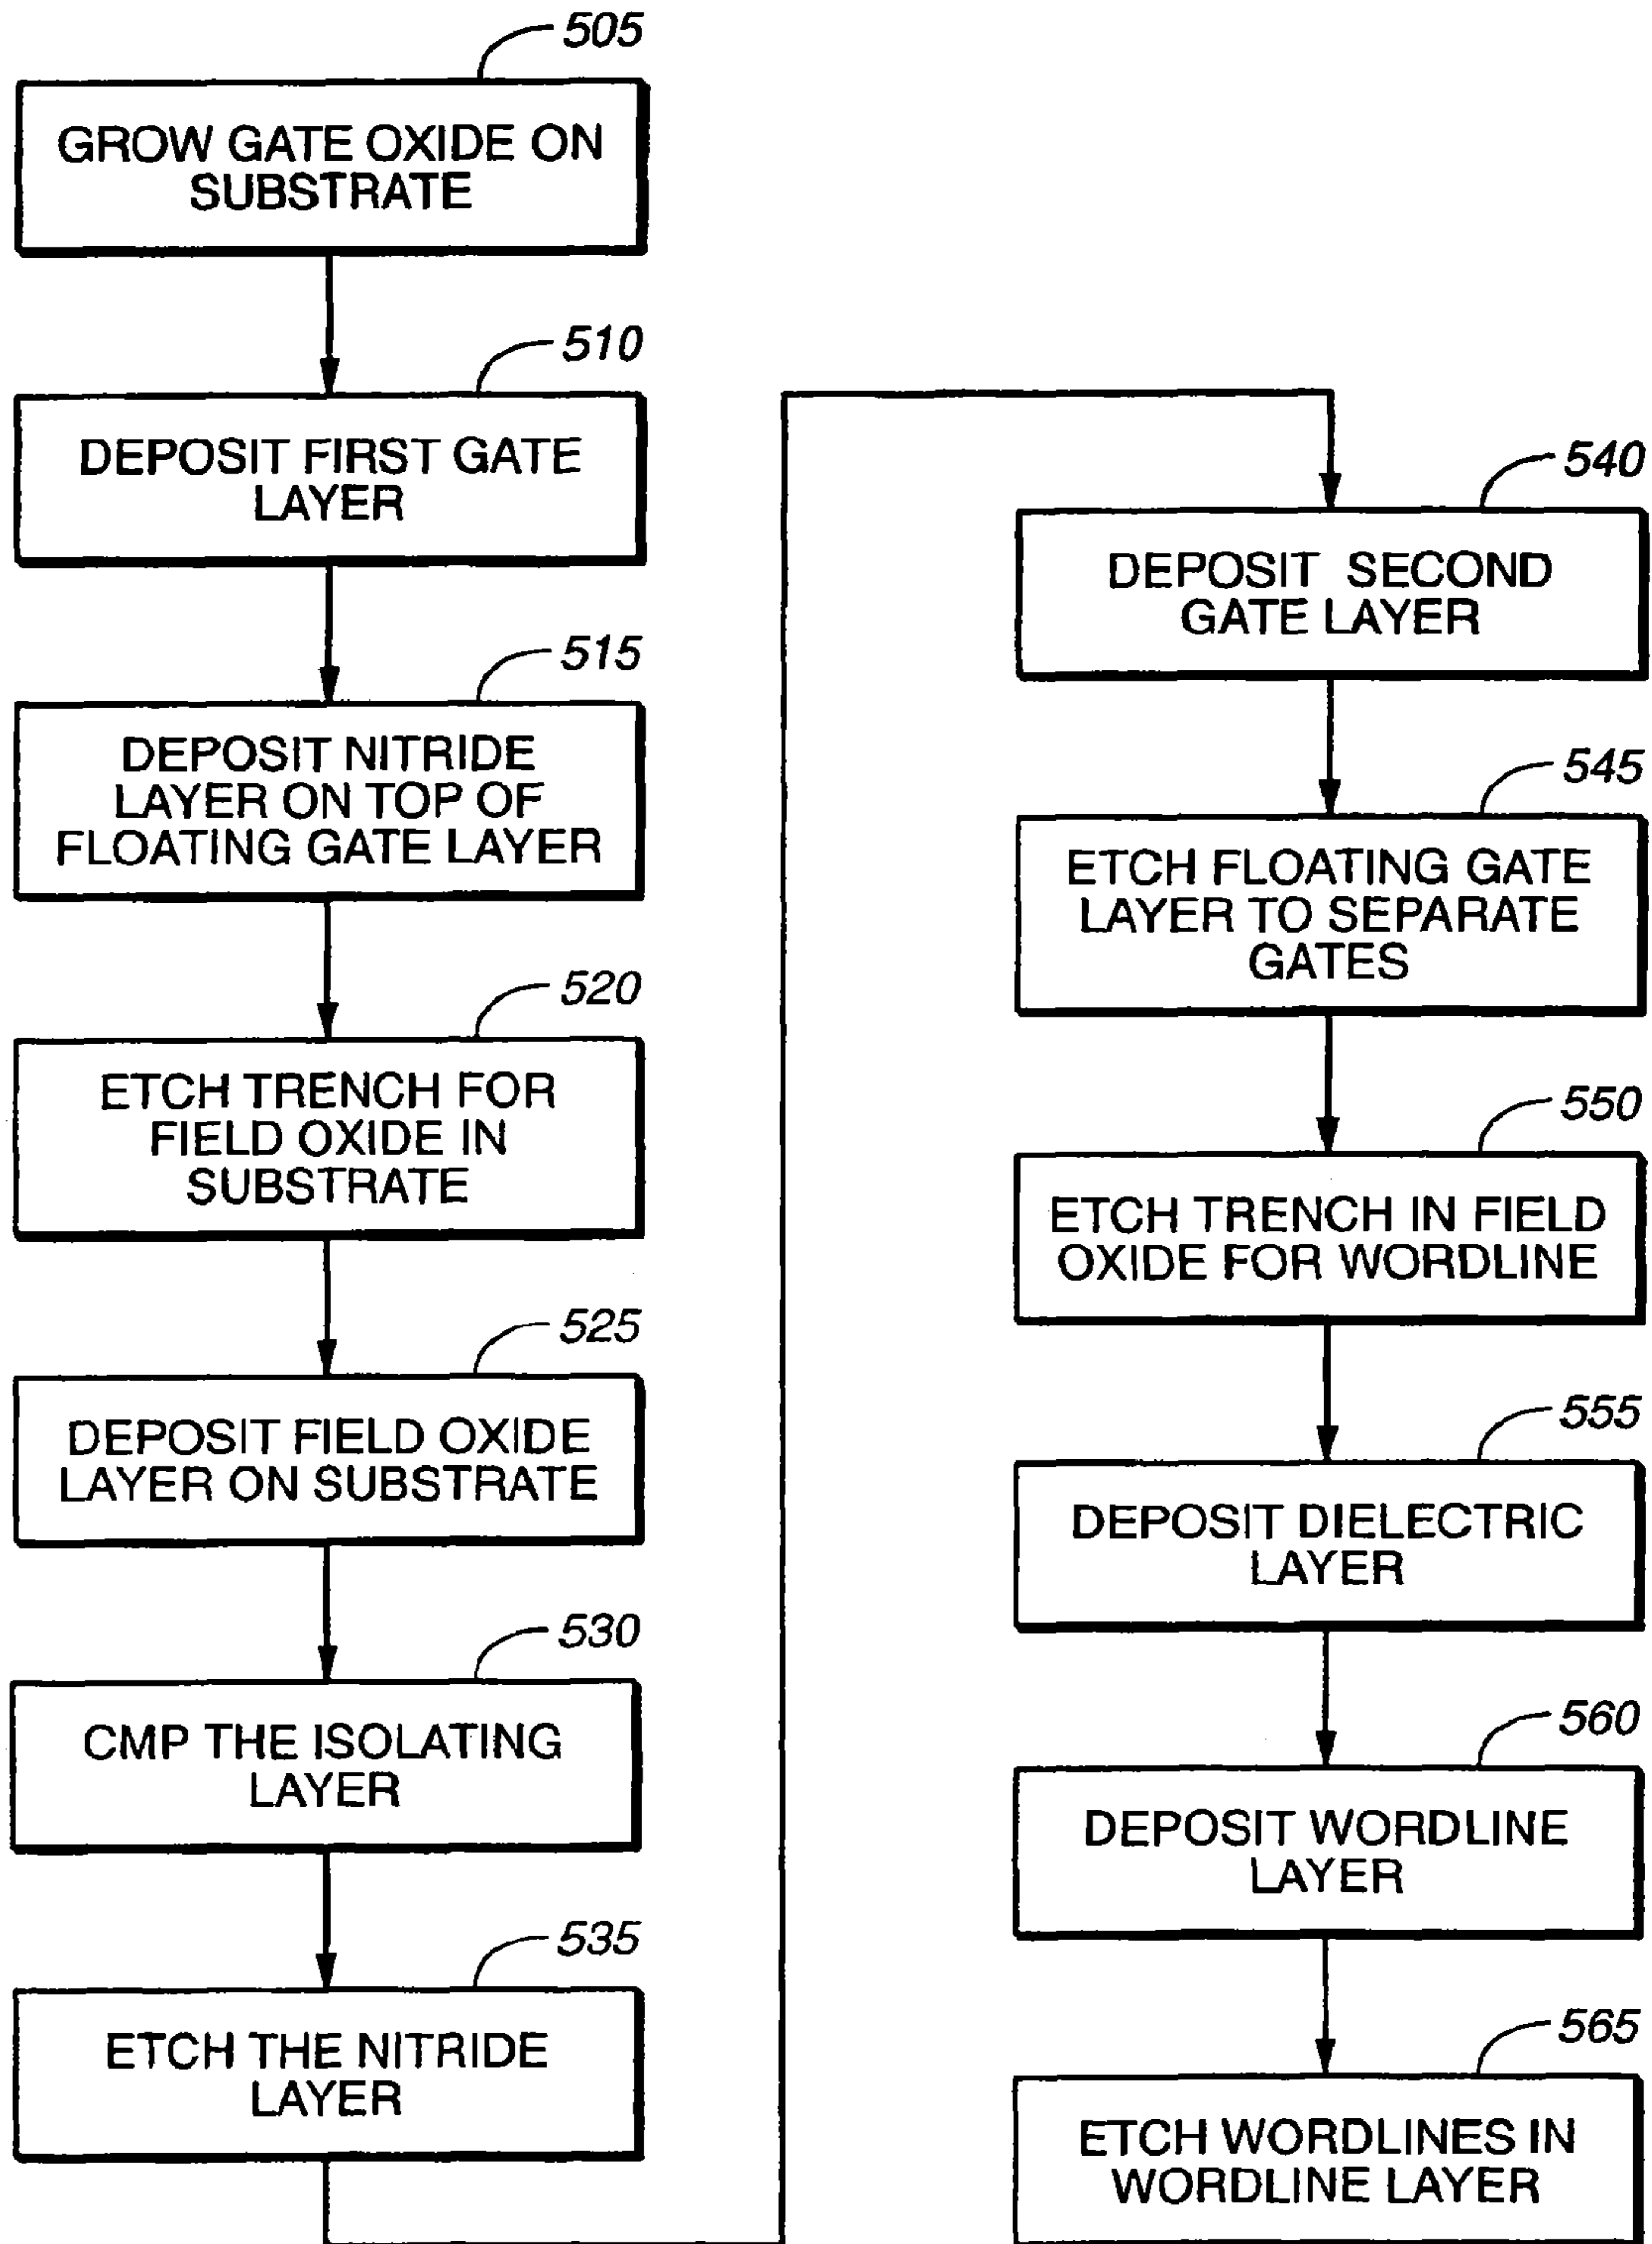 505
GROW GATE OXIDE ON
SUBSTRATE
510
DEPOSIT FIRST GATE
LAYER
515
DEPOSIT NITRIDE
LAYER ON TOP OF
FLOATING GATE LAYER
520
ETCH TRENCH FOR
FIELD OXIDE IN
SUBSTRATE
525
DEPOSIT FIELD OXIDE
LAYER ON SUBSTRATE
530
CMP THE ISOLATING
LAYER
535
ETCH THE NITRIDE
LAYER
540
DEPOSIT SECOND
GATE LAYER
545
ETCH FLOATING GATE
LAYER TO SEPARATE
GATES
550
ETCH TRENCH IN FIELD
OXIDE FOR WORDLINE
555
DEPOSIT DIELECTRIC
LAYER
560
DEPOSIT WORDLINE
LAYER
565
ETCH WORDLINES IN
WORDLINE LAYER